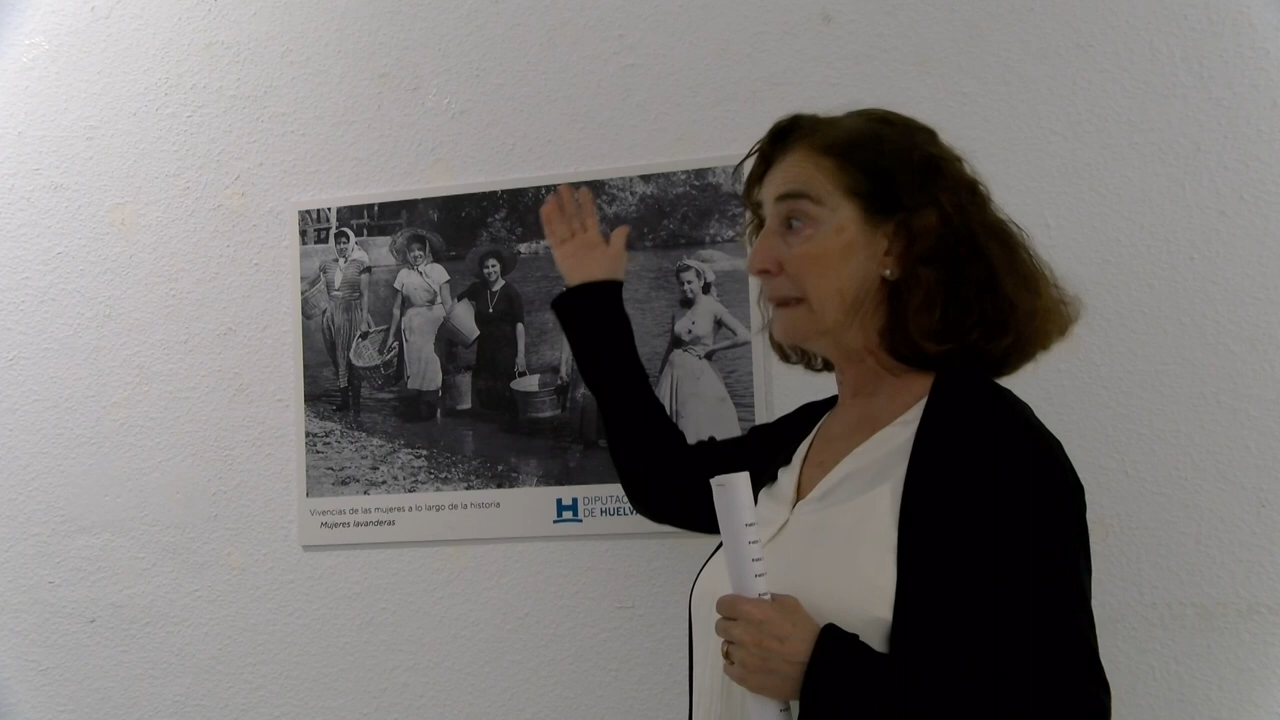 Vivencias de las mujeres a lo largo de la historia
Mujeres lavanderas
DIPUTAC
DE HUELV